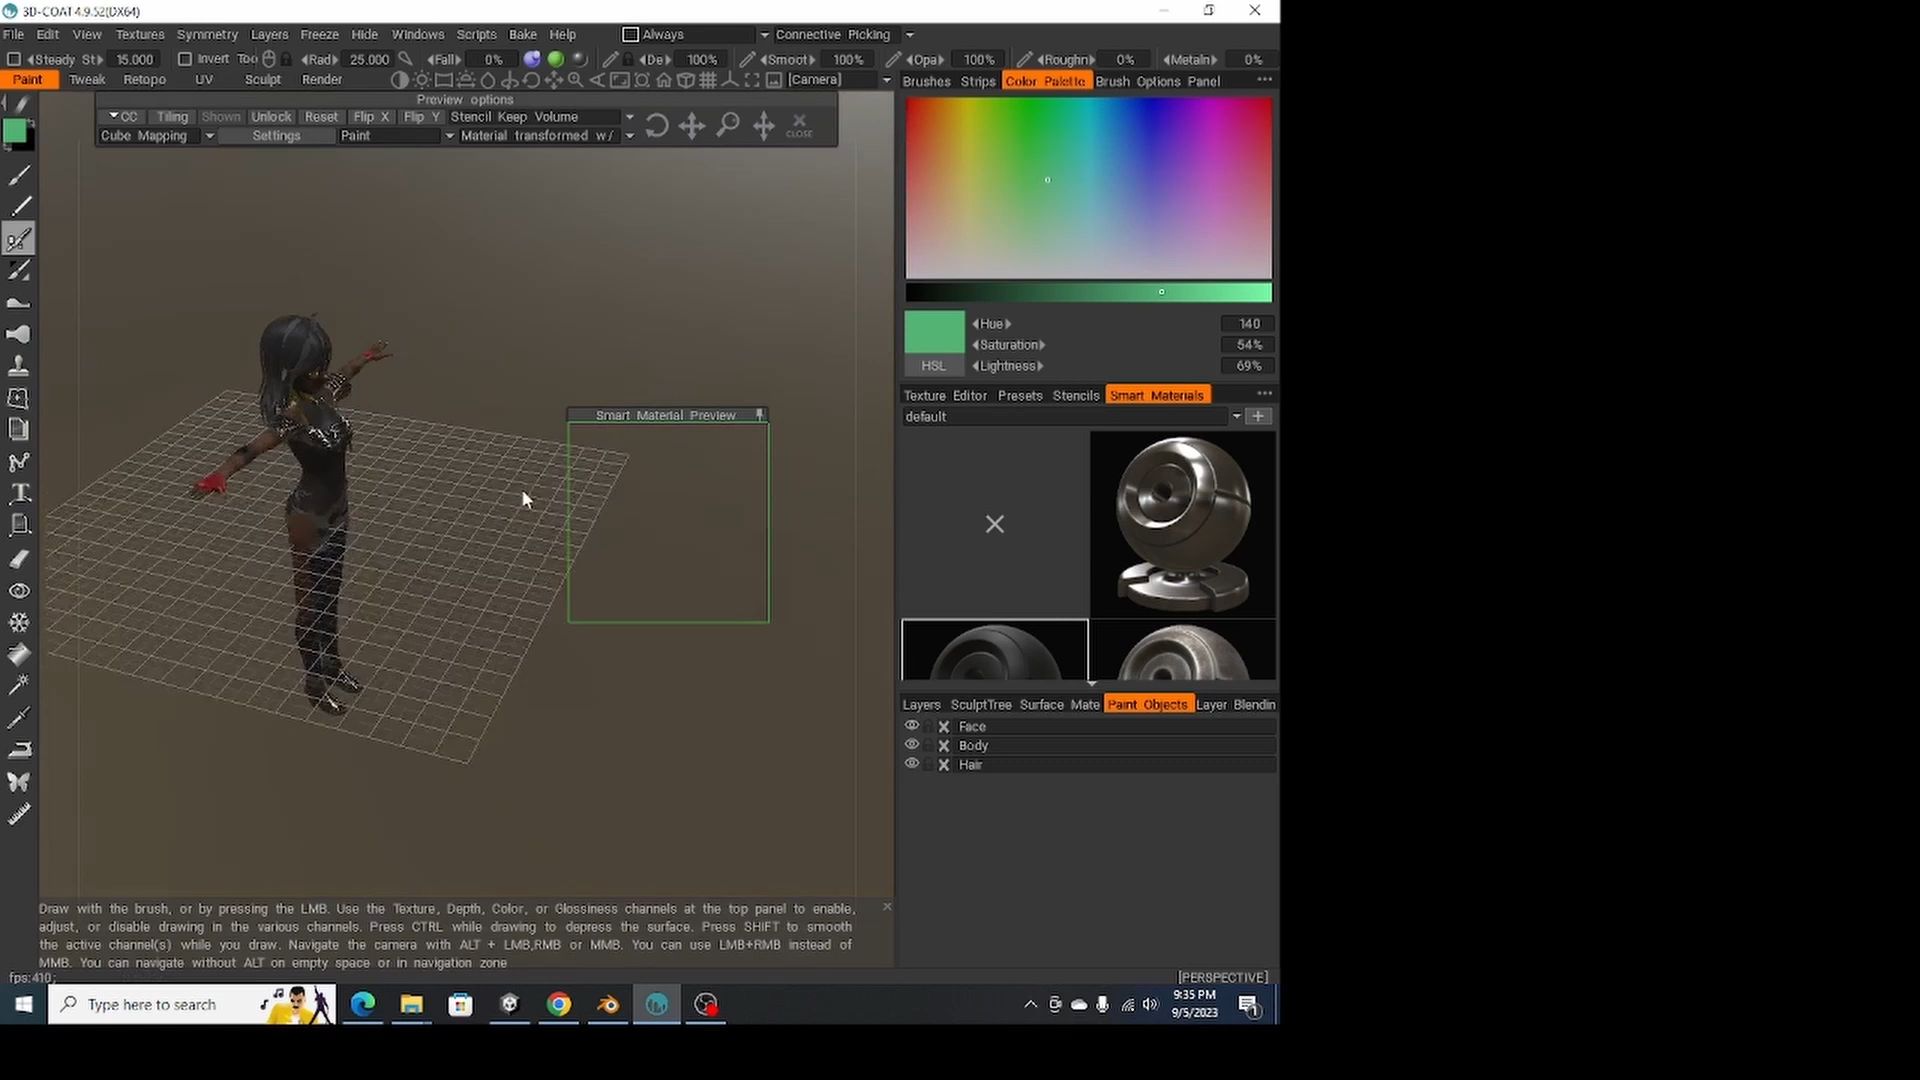 3D-COAT 4.9.52(DX64)
File Edit View Textures Symmetry Layers Freeze Hide Windows Scripts Bake Help Always Connective Picking
Steady St 15.000 Invert Too Rad 25.000 Fall 0% De 100% Smoot 100% Opa 100% Roughn 0% Metaln 0%
Paint Tweak Retopo UV Sculpt Render [Camera] Brushes Strips Color Palette Brush Options Panel
Preview options
CC Tiling Shown Unlock Reset Flip X Flip Y Stencil Keep Volume
Cube Mapping Settings Paint Material transformed w/ CLOSE
Hue 140
Saturation 54%
HSL Lightness 69%
Texture Editor Presets Stencils Smart Materials
default
Smart Material Preview
Layers SculptTree Surface Mate Paint Objects Layer Blendin
Face
Body
Hair
Draw with the brush, or by pressing the LMB. Use the Texture, Depth, Color, or Glossiness channels at the top panel to enable,
adjust, or disable drawing in the various channels. Press CTRL while drawing to depress the surface. Press SHIFT to smooth
the active channel(s) while you draw. Navigate the camera with ALT + LMB,RMB or MMB. You can use LMB+RMB instead of
MMB. You can navigate without ALT on empty space or in navigation zone
fps:410; [PERSPECTIVE]
Type here to search
9:35 PM
9/5/2023
1